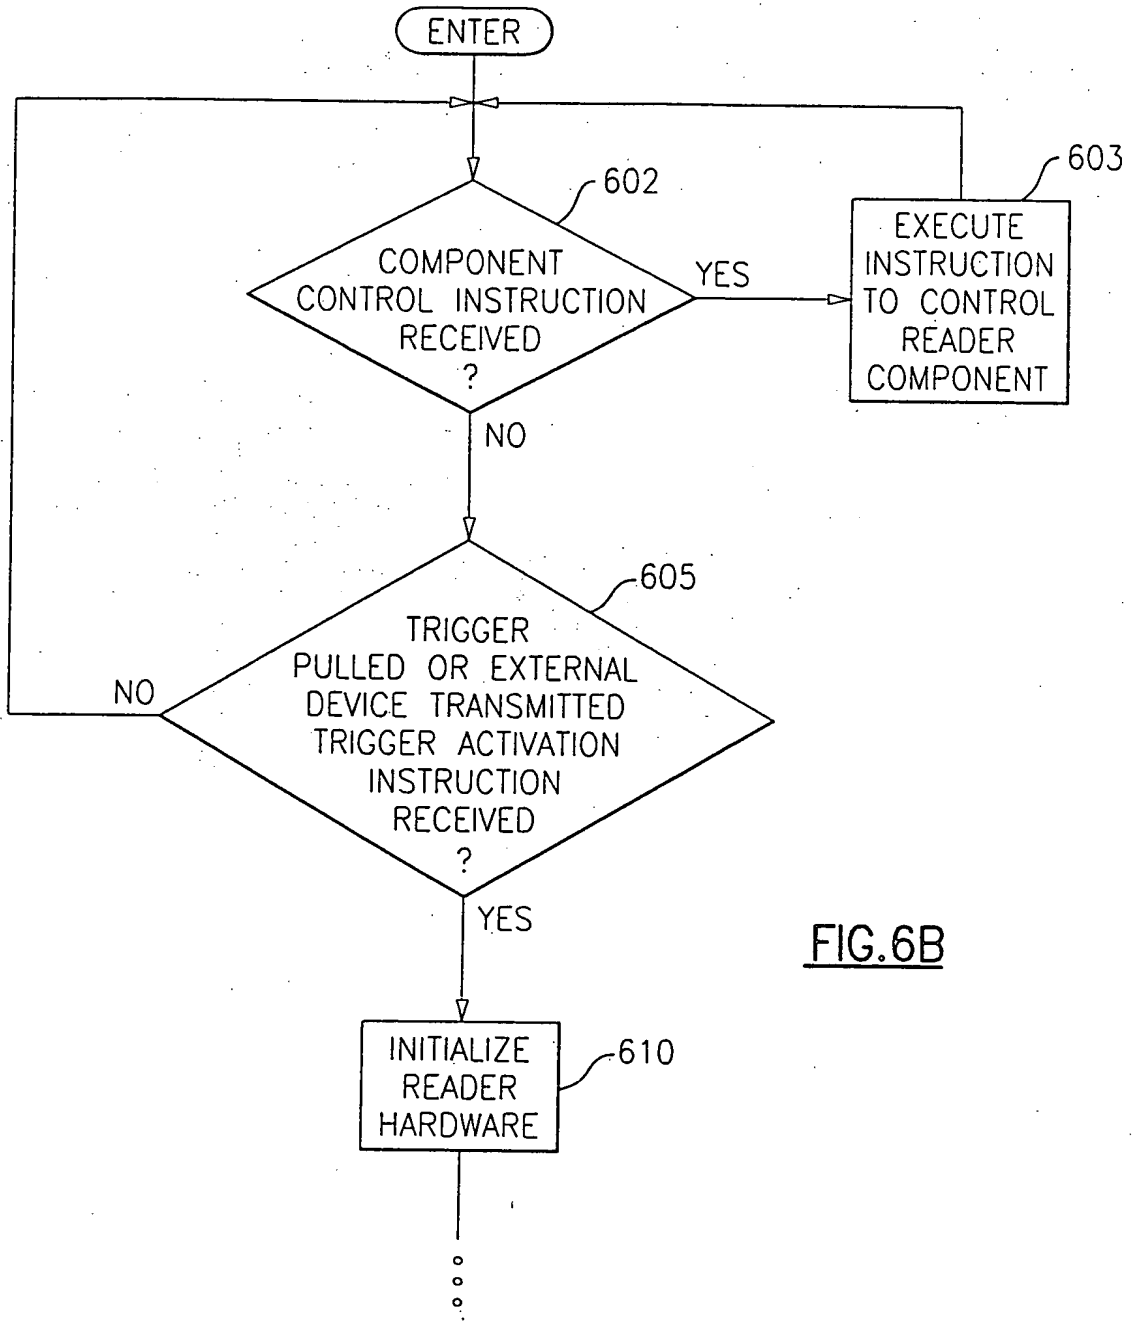 ENTER
602
603
COMPONENT
CONTROL INSTRUCTION
RECEIVED
?
YES
EXECUTE
INSTRUCTION
TO CONTROL
READER
COMPONENT
NO
605
TRIGGER
PULLED OR EXTERNAL
DEVICE TRANSMITTED
TRIGGER ACTIVATION
INSTRUCTION
RECEIVED
?
NO
YES
FIG.6B
INITIALIZE
READER
HARDWARE
610